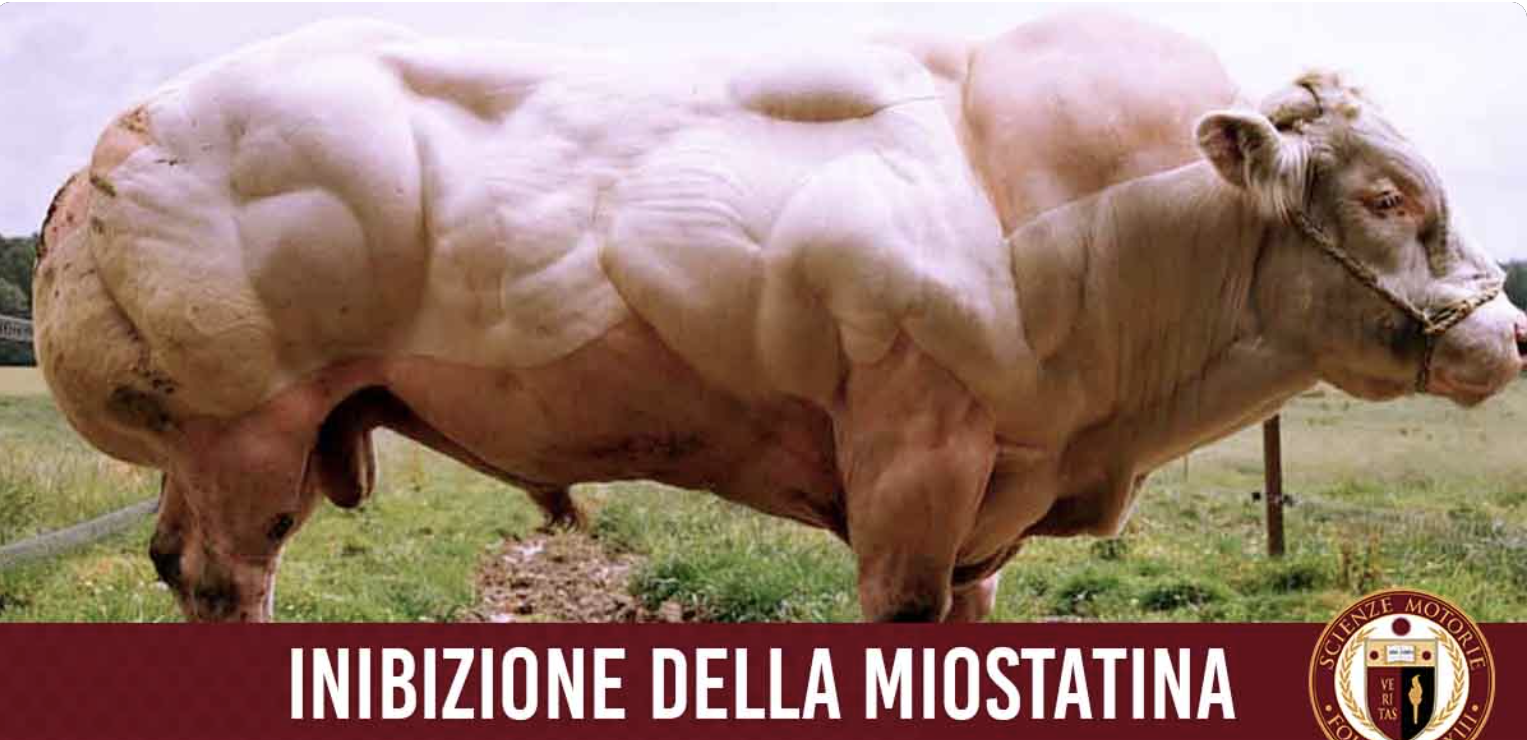 INIBIZIONE DELLA MIOSTATINA
SCIENZE MOTORIE
VE
RI
TAS